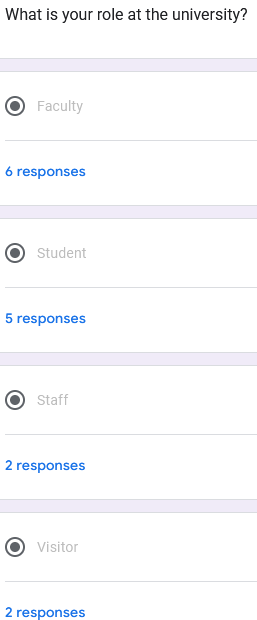 What is your role at the university?
Faculty
6 responses
Student
5 responses
Staff
2 responses
Visitor
2 responses